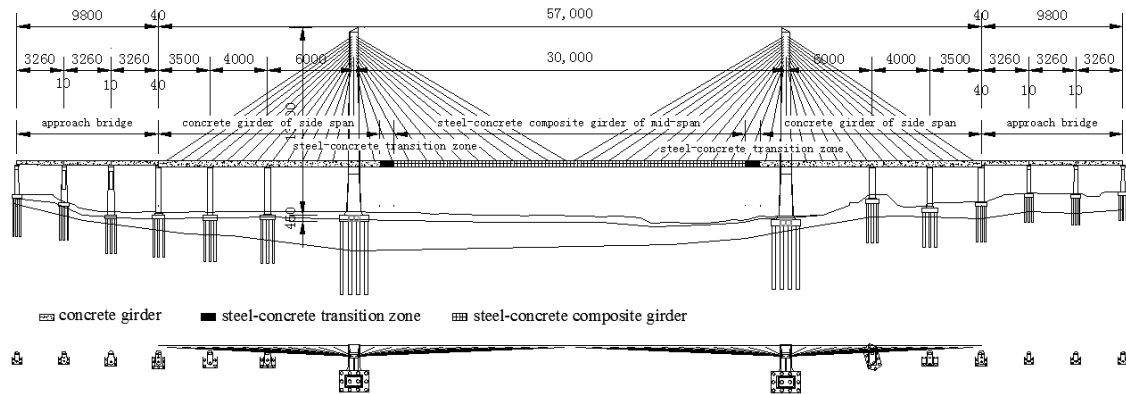 9800 40 57,000 40 9800
3260 3260 3260 3500 4000 6000 30,000 6000 4000 3500 3260 3260 3260
10 10 40 40 10 10
approach bridge concrete girder of side span steel-concrete composite girder of mid-span concrete girder of side span approach bridge
steel-concrete transition zone steel-concrete transition zone
concrete girder steel-concrete transition zone steel-concrete composite girder